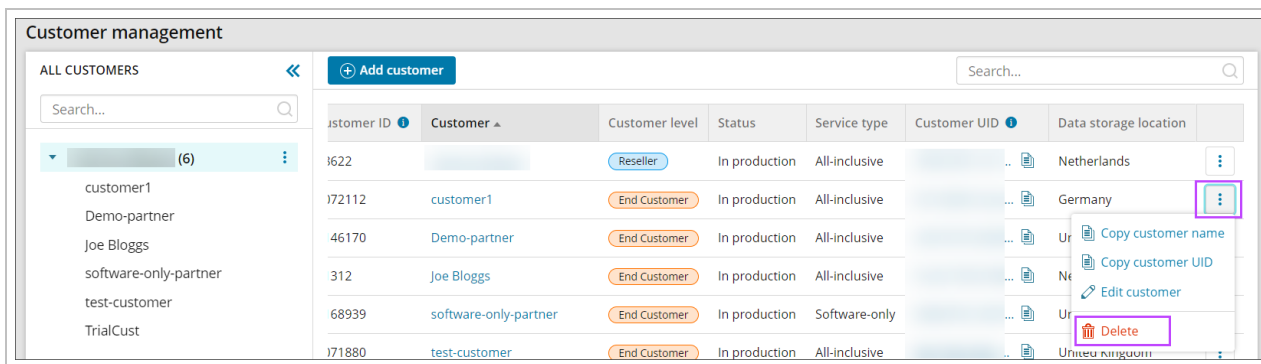 Customer management
ALL CUSTOMERS
Search...
(6)
customer1
Demo-partner
Joe Bloggs
software-only-partner
test-customer
TrialCust
Add customer
Search...
ustomer ID Customer Customer level Status Service type Customer UID Data storage location
3622 Reseller In production All-inclusive ... Netherlands
072112 customer1 End Customer In production All-inclusive ... Germany
46170 Demo-partner End Customer In production All-inclusive ...
312 Joe Bloggs End Customer In production All-inclusive ...
68939 software-only-partner End Customer In production Software-only ...
071880 test-customer End Customer In production All-inclusive United Kingdom
Copy customer name
Copy customer UID
Edit customer
Delete